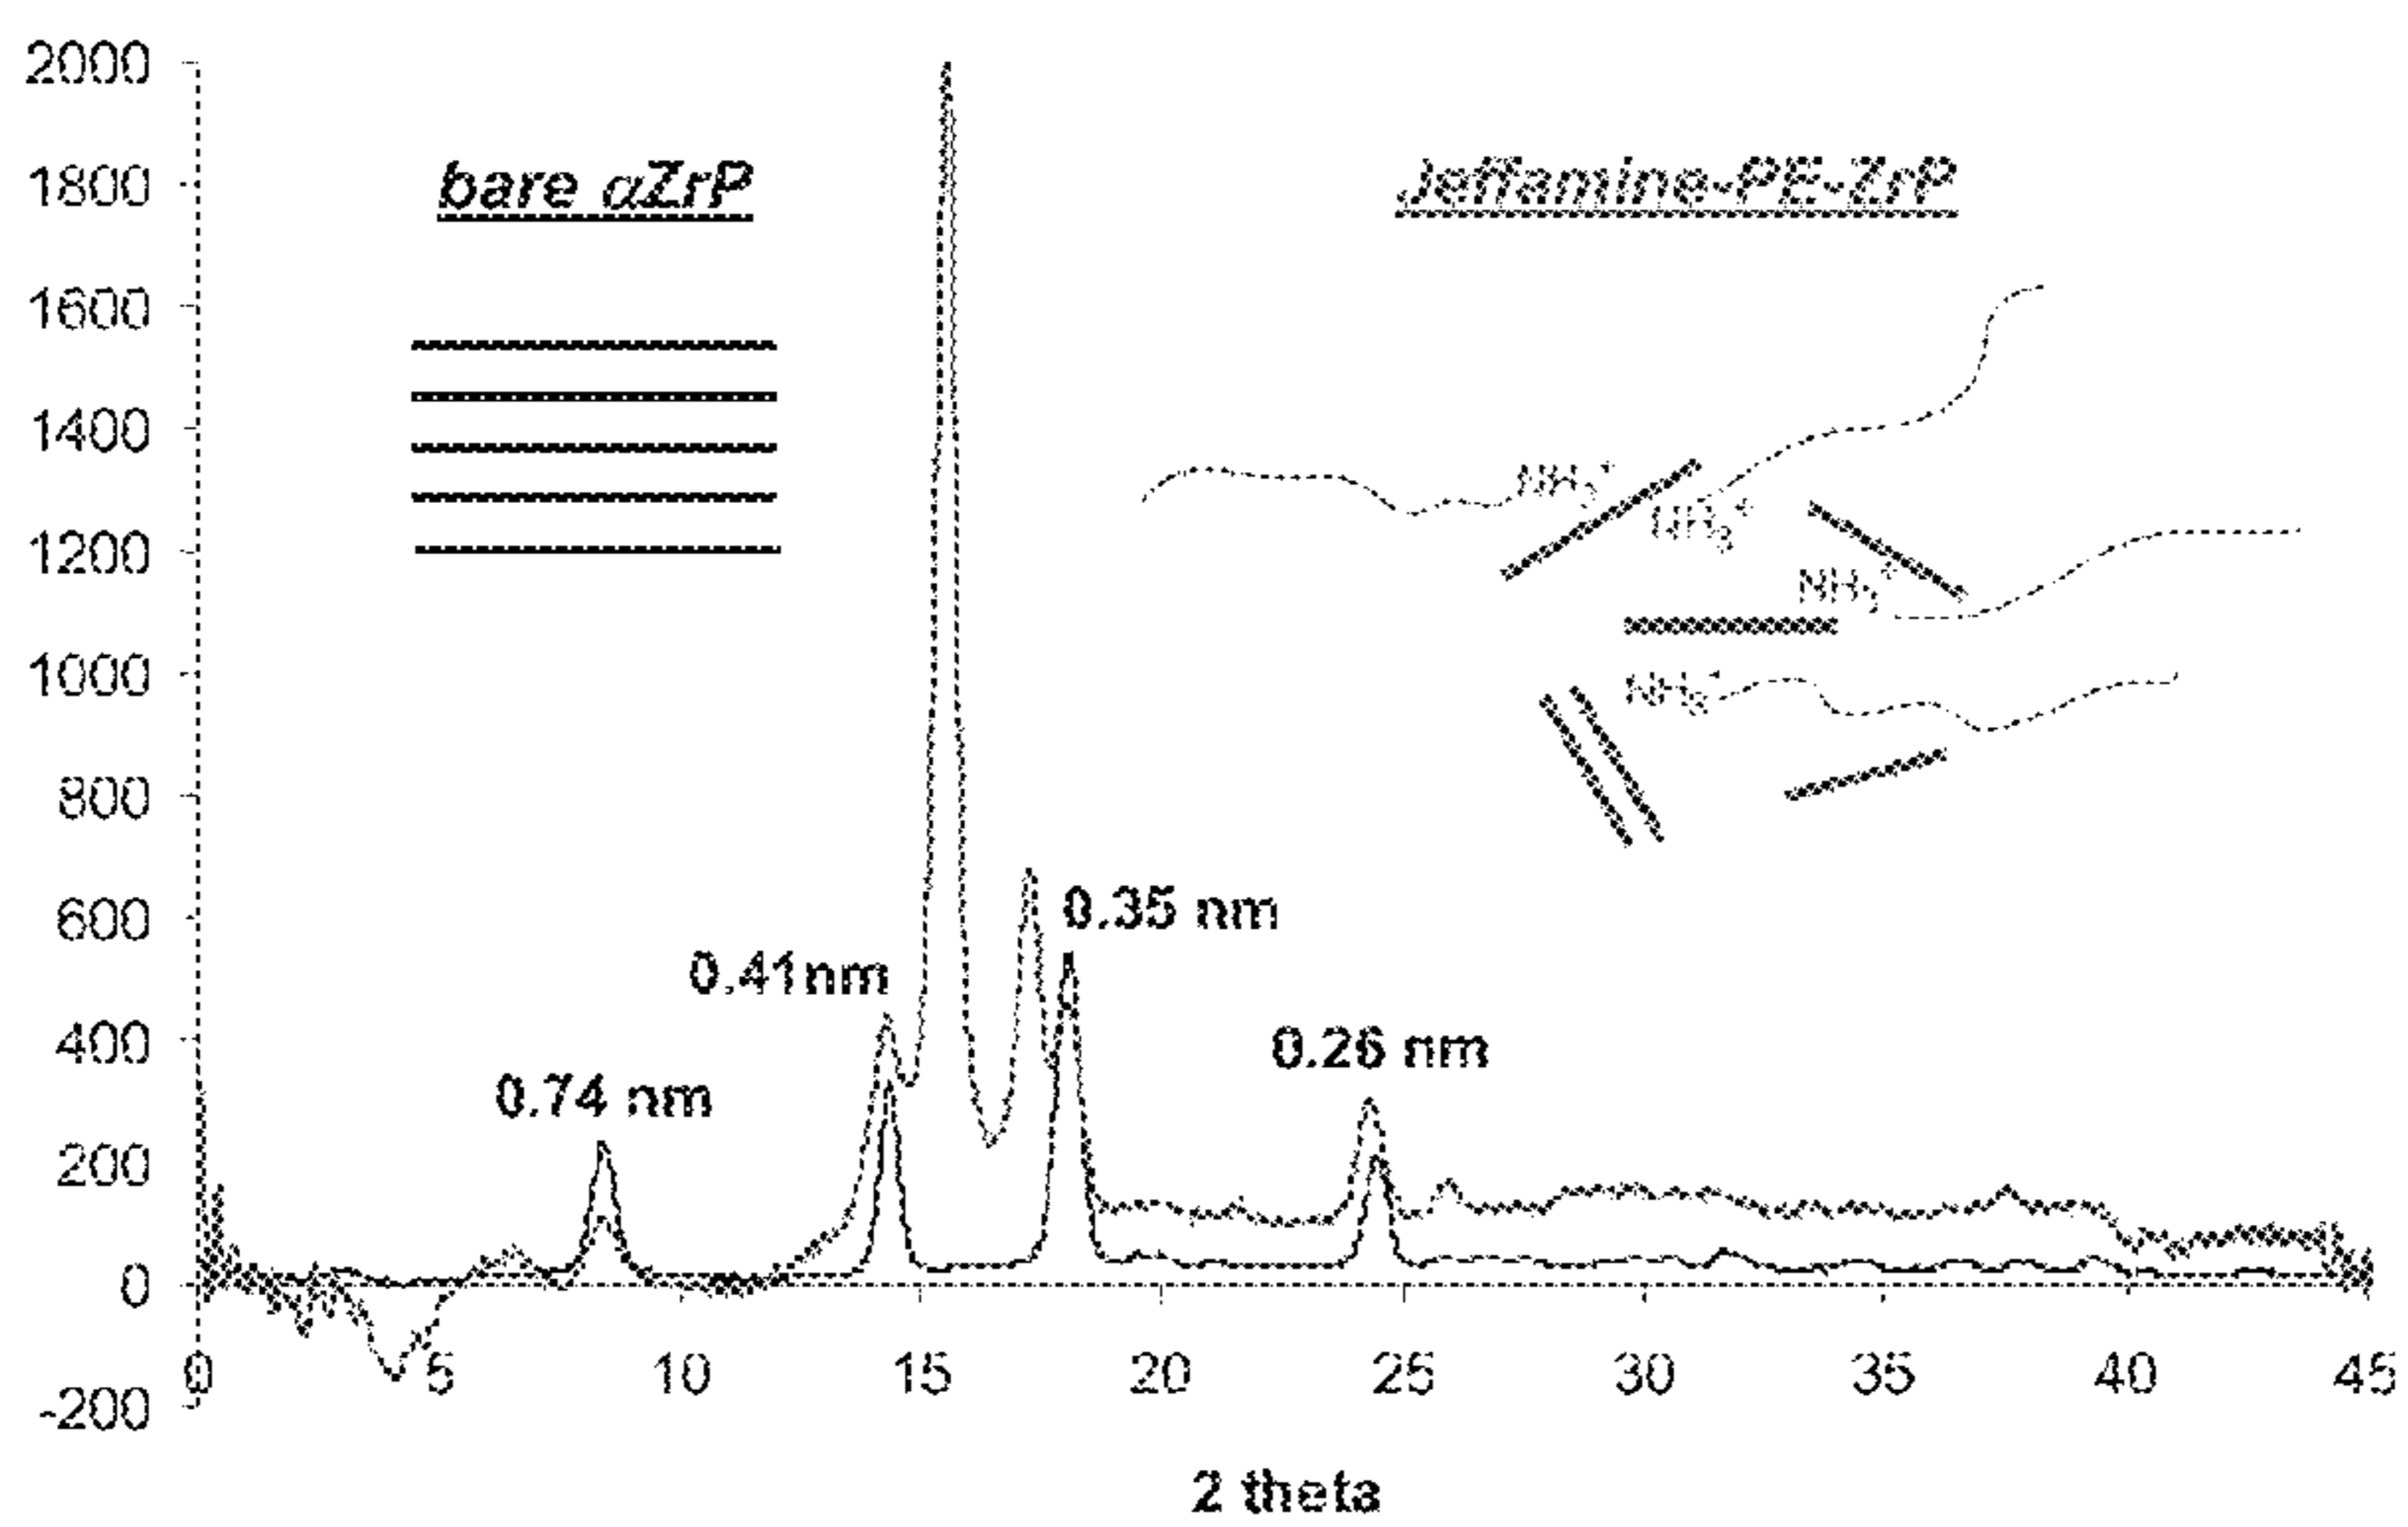 2000
1800
1600
1400
1200
1000
800
600
400
200
0
-200
bare αZrP
Jeffamine-PE-ZrP
NH3+
NH3+
NH3+
NH3+
0.35 nm
0.41nm
0.26 nm
0.74 nm
0 5 10 15 20 25 30 35 40 45
2 theta